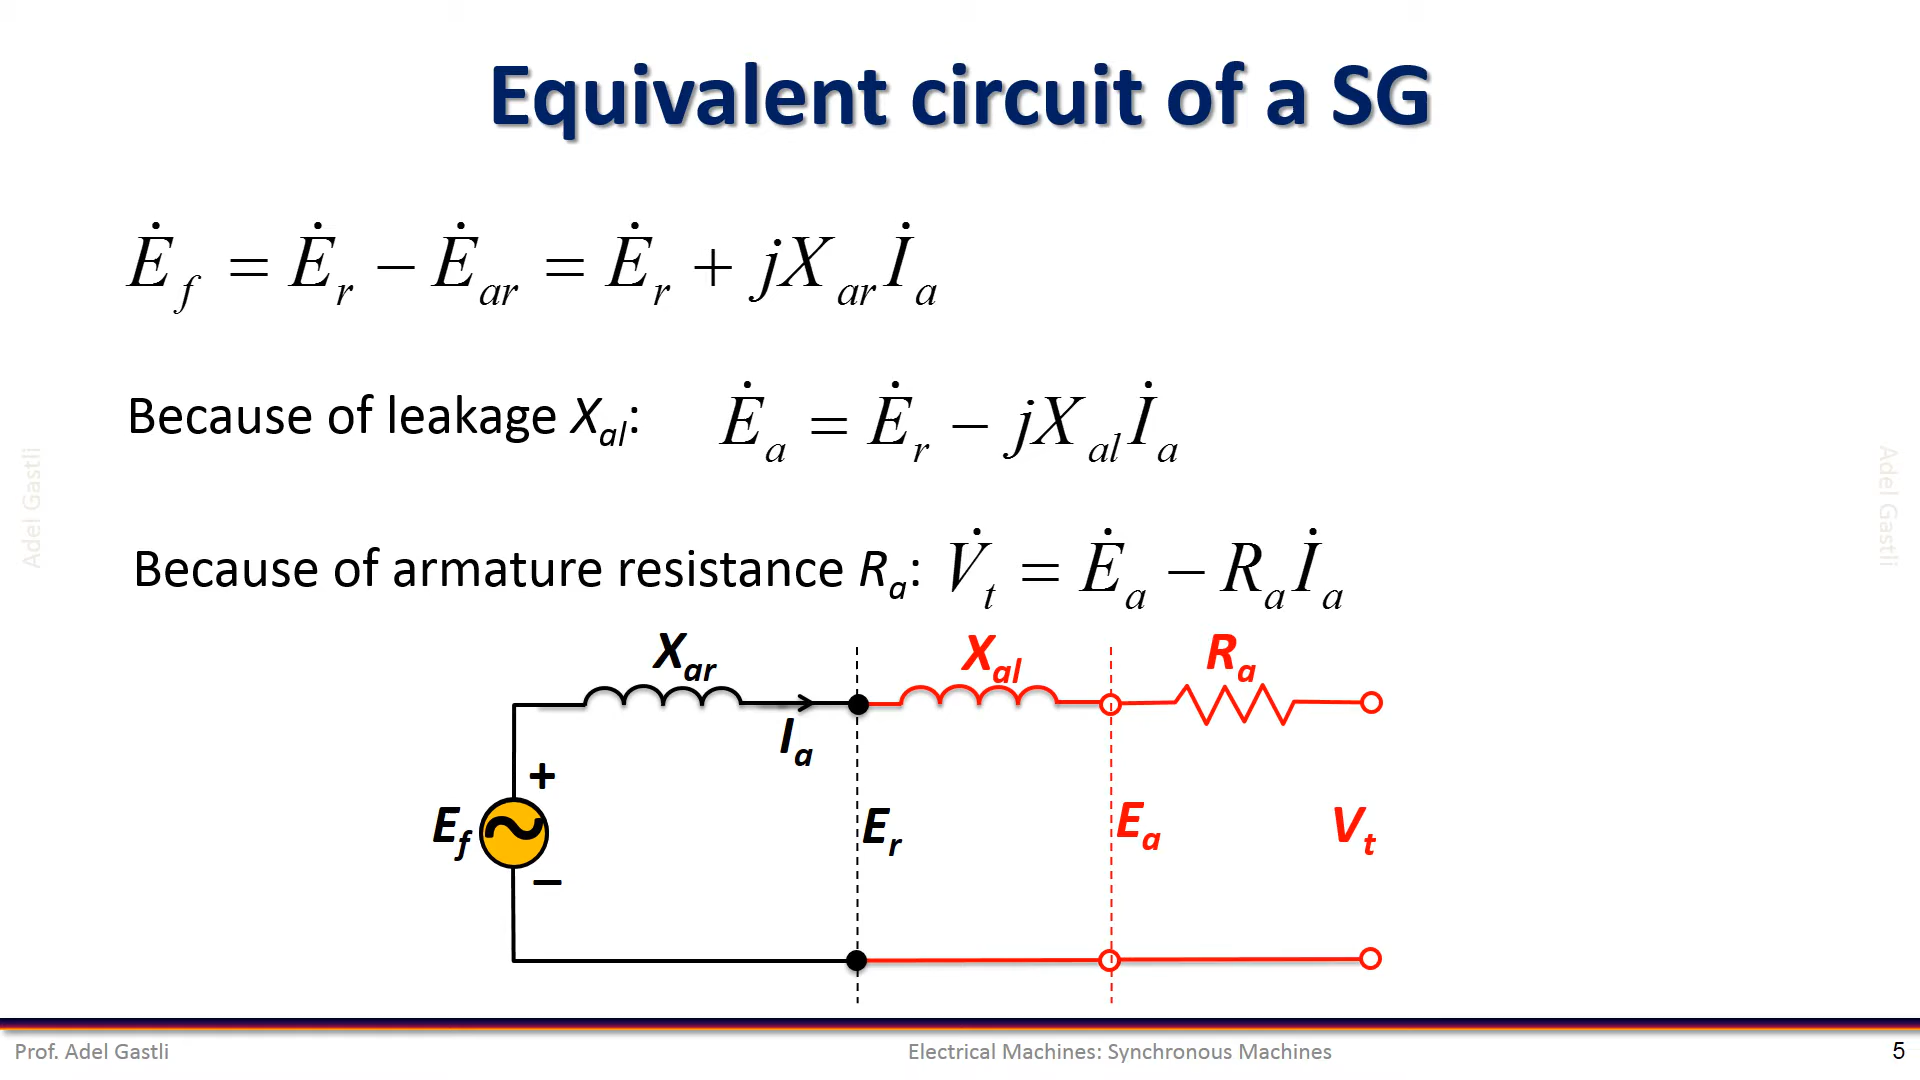 Equivalent circuit of a SG
Ė_f = Ė_r − Ė_ar = Ė_r + jX_ar İ_a
Because of leakage X_al: Ė_a = Ė_r − jX_al İ_a
Because of armature resistance R_a: V̇_t = Ė_a − R_a İ_a
X_ar
X_al
R_a
I_a
+
E_f
E_r
E_a
V_t
−
Adel Gastli
Adel Gastli
Prof. Adel Gastli
Electrical Machines: Synchronous Machines
5